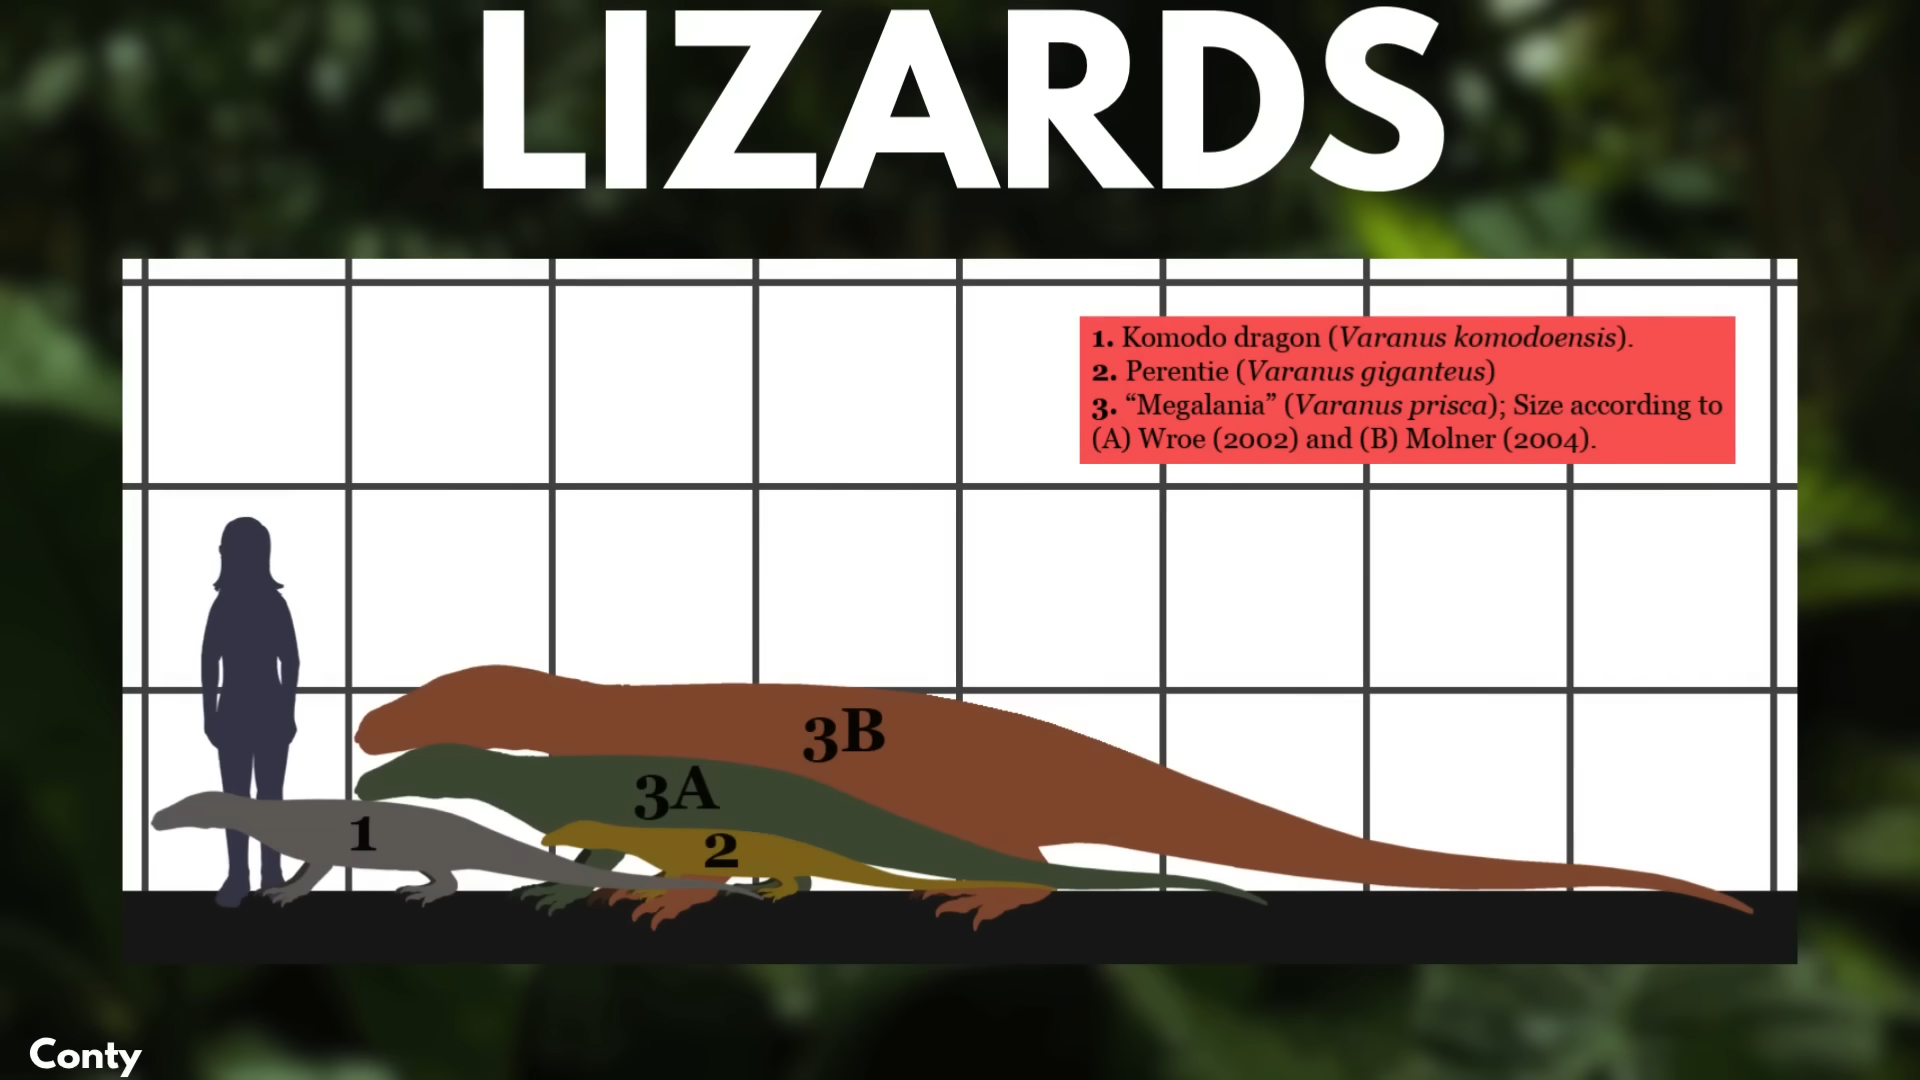 LIZARDS
1. Komodo dragon (Varanus komodoensis).
2. Perentie (Varanus giganteus)
3. “Megalania” (Varanus prisca); Size according to
(A) Wroe (2002) and (B) Molner (2004).
3B
3A
1
2
Conty